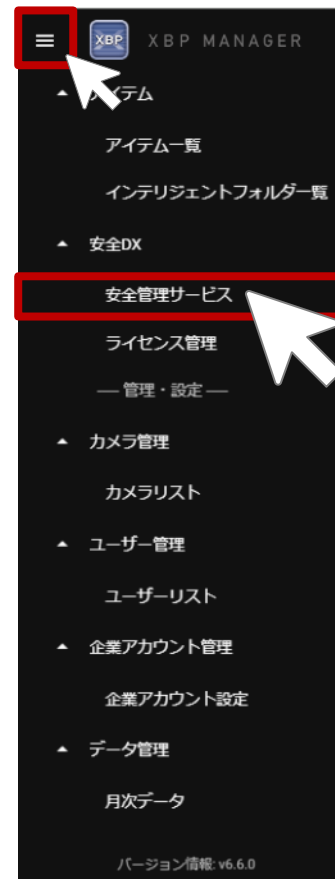 XBP
XBP MANAGER
アイテム一覧
インテリジェントフォルダ一覧
安全DX
安全管理サービス
ライセンス管理
── 管理・設定 ──
カメラ管理
カメラリスト
ユーザー管理
ユーザーリスト
企業アカウント管理
企業アカウント設定
データ管理
月次データ
バージョン情報: v6.6.0